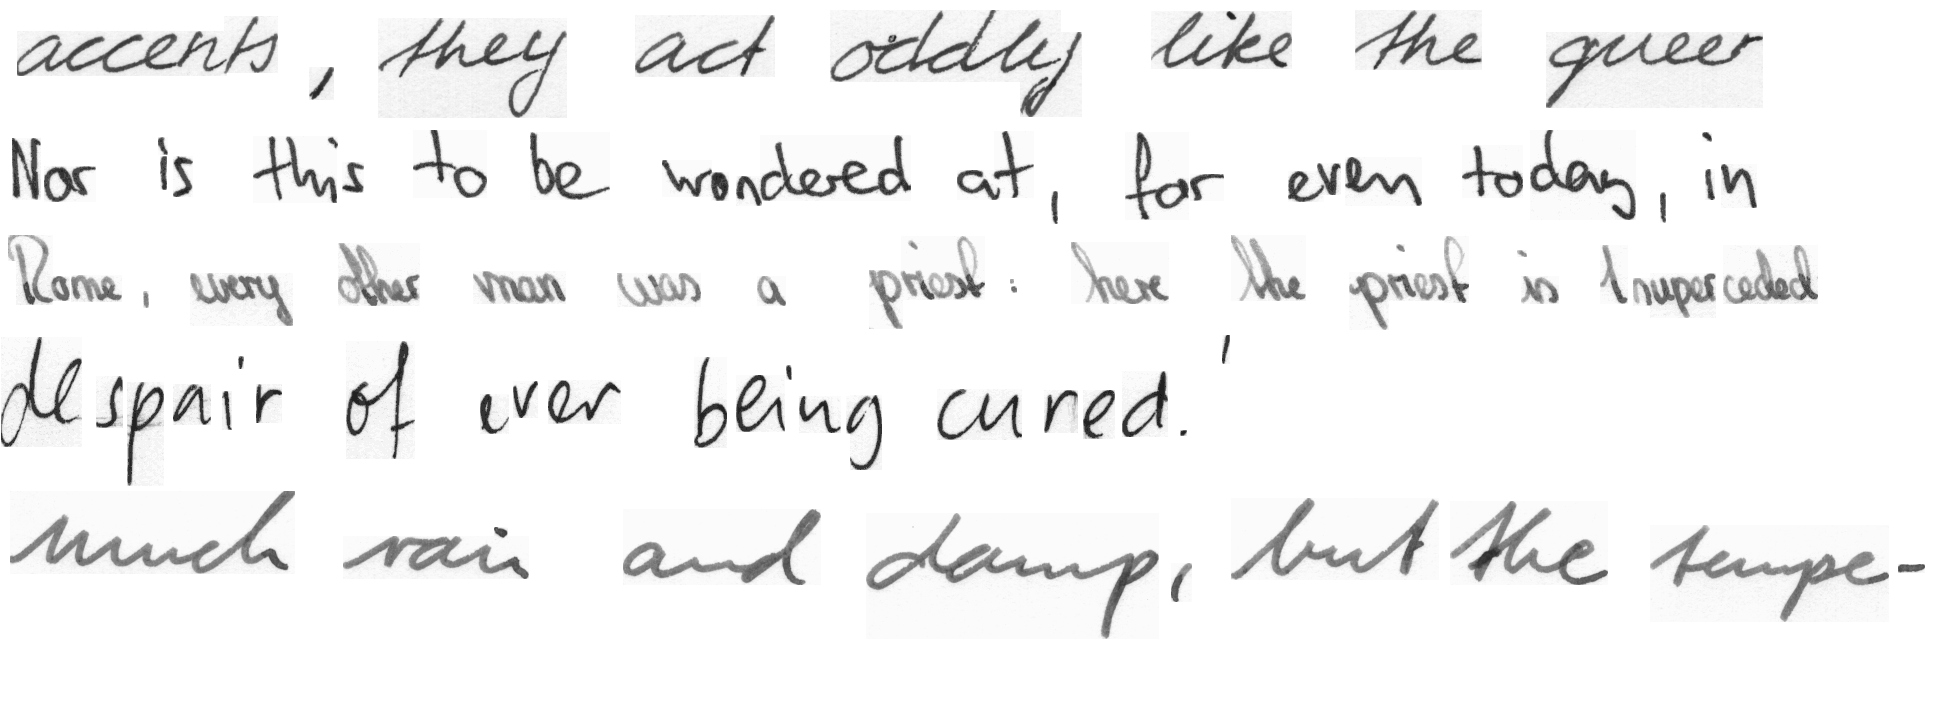 accents, they act oddly like the queer
Nor is this to be wondered at, for even today, in
Rome, every other man was a priest: here the priest is
despair of ever being cured.'
much rain and damp, but the tempe-